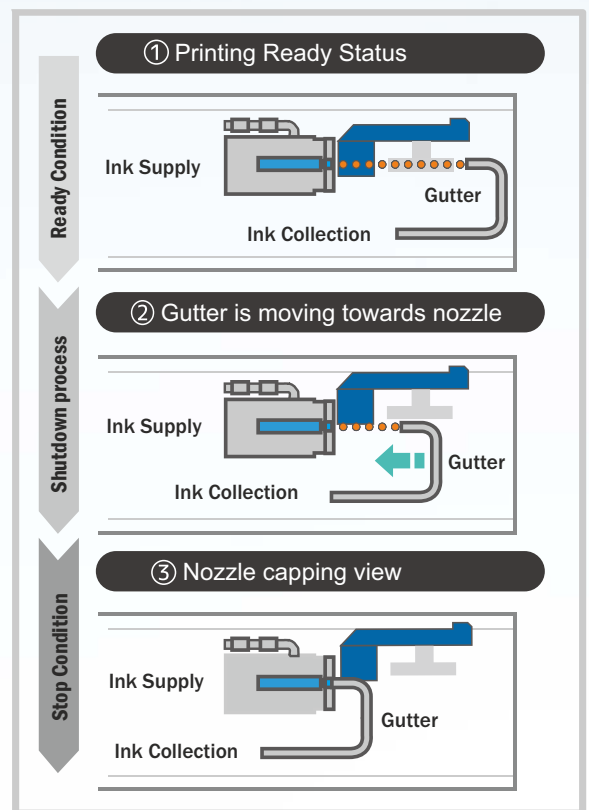 ① Printing Ready Status
Ready Condition
Ink Supply
Gutter
Ink Collection
② Gutter is moving towards nozzle
Shutdown process
Ink Supply
Gutter
Ink Collection
③ Nozzle capping view
Stop Condition
Ink Supply
Gutter
Ink Collection